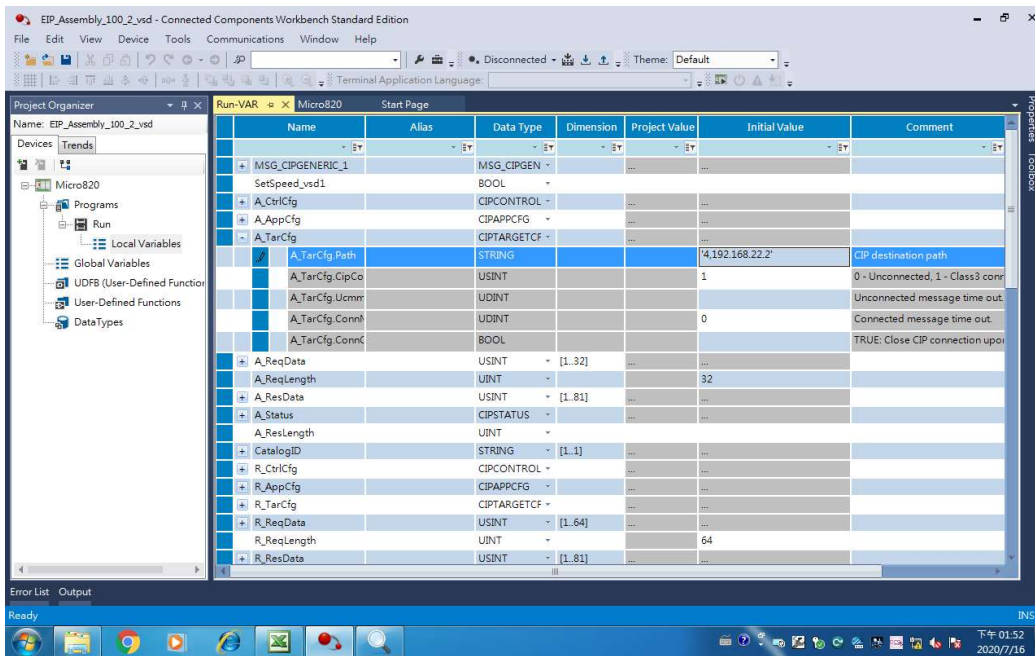 EIP_Assembly_100_2_vsd - Connected Components Workbench Standard Edition
File Edit View Device Tools Communications Window Help
Disconnected Theme: Default
Terminal Application Language:
Project Organizer
Name: EIP_Assembly_100_2_vsd
Devices Trends
Micro820
Programs
Run
Local Variables
Global Variables
UDFB (User-Defined Function
User-Defined Functions
DataTypes
Run-VAR Micro820 Start Page
Name Alias Data Type Dimension Project Value Initial Value Comment
+ MSG_CIPGENERIC_1 MSG_CIPGEN ... ...
SetSpeed_vsd1 BOOL
+ A_CtrlCfg CIPCONTROL ... ...
+ A_AppCfg CIPAPPCFG ... ...
- A_TarCfg CIPTARGETCF ... ...
A_TarCfg.Path STRING '4,192.168.22.2' CIP destination path
A_TarCfg.CipCo USINT 1 0 - Unconnected, 1 - Class3 conr
A_TarCfg.Ucmm UDINT Unconnected message time out.
A_TarCfg.ConnM UDINT 0 Connected message time out.
A_TarCfg.ConnC BOOL TRUE: Close CIP connection upon
+ A_ReqData USINT [1..32] ... ...
A_ReqLength UINT 32
+ A_ResData USINT [1..81] ... ...
+ A_Status CIPSTATUS ... ...
A_ResLength UINT
+ CatalogID STRING [1..1] ... ...
+ R_CtrlCfg CIPCONTROL ... ...
+ R_AppCfg CIPAPPCFG ... ...
+ R_TarCfg CIPTARGETCF ... ...
+ R_ReqData USINT [1..64] ... ...
R_ReqLength UINT 64
+ R_ResData USINT [1..81] ... ...
Properties
Toolbox
Error List Output
Ready INS
下午 01:52
2020/7/16